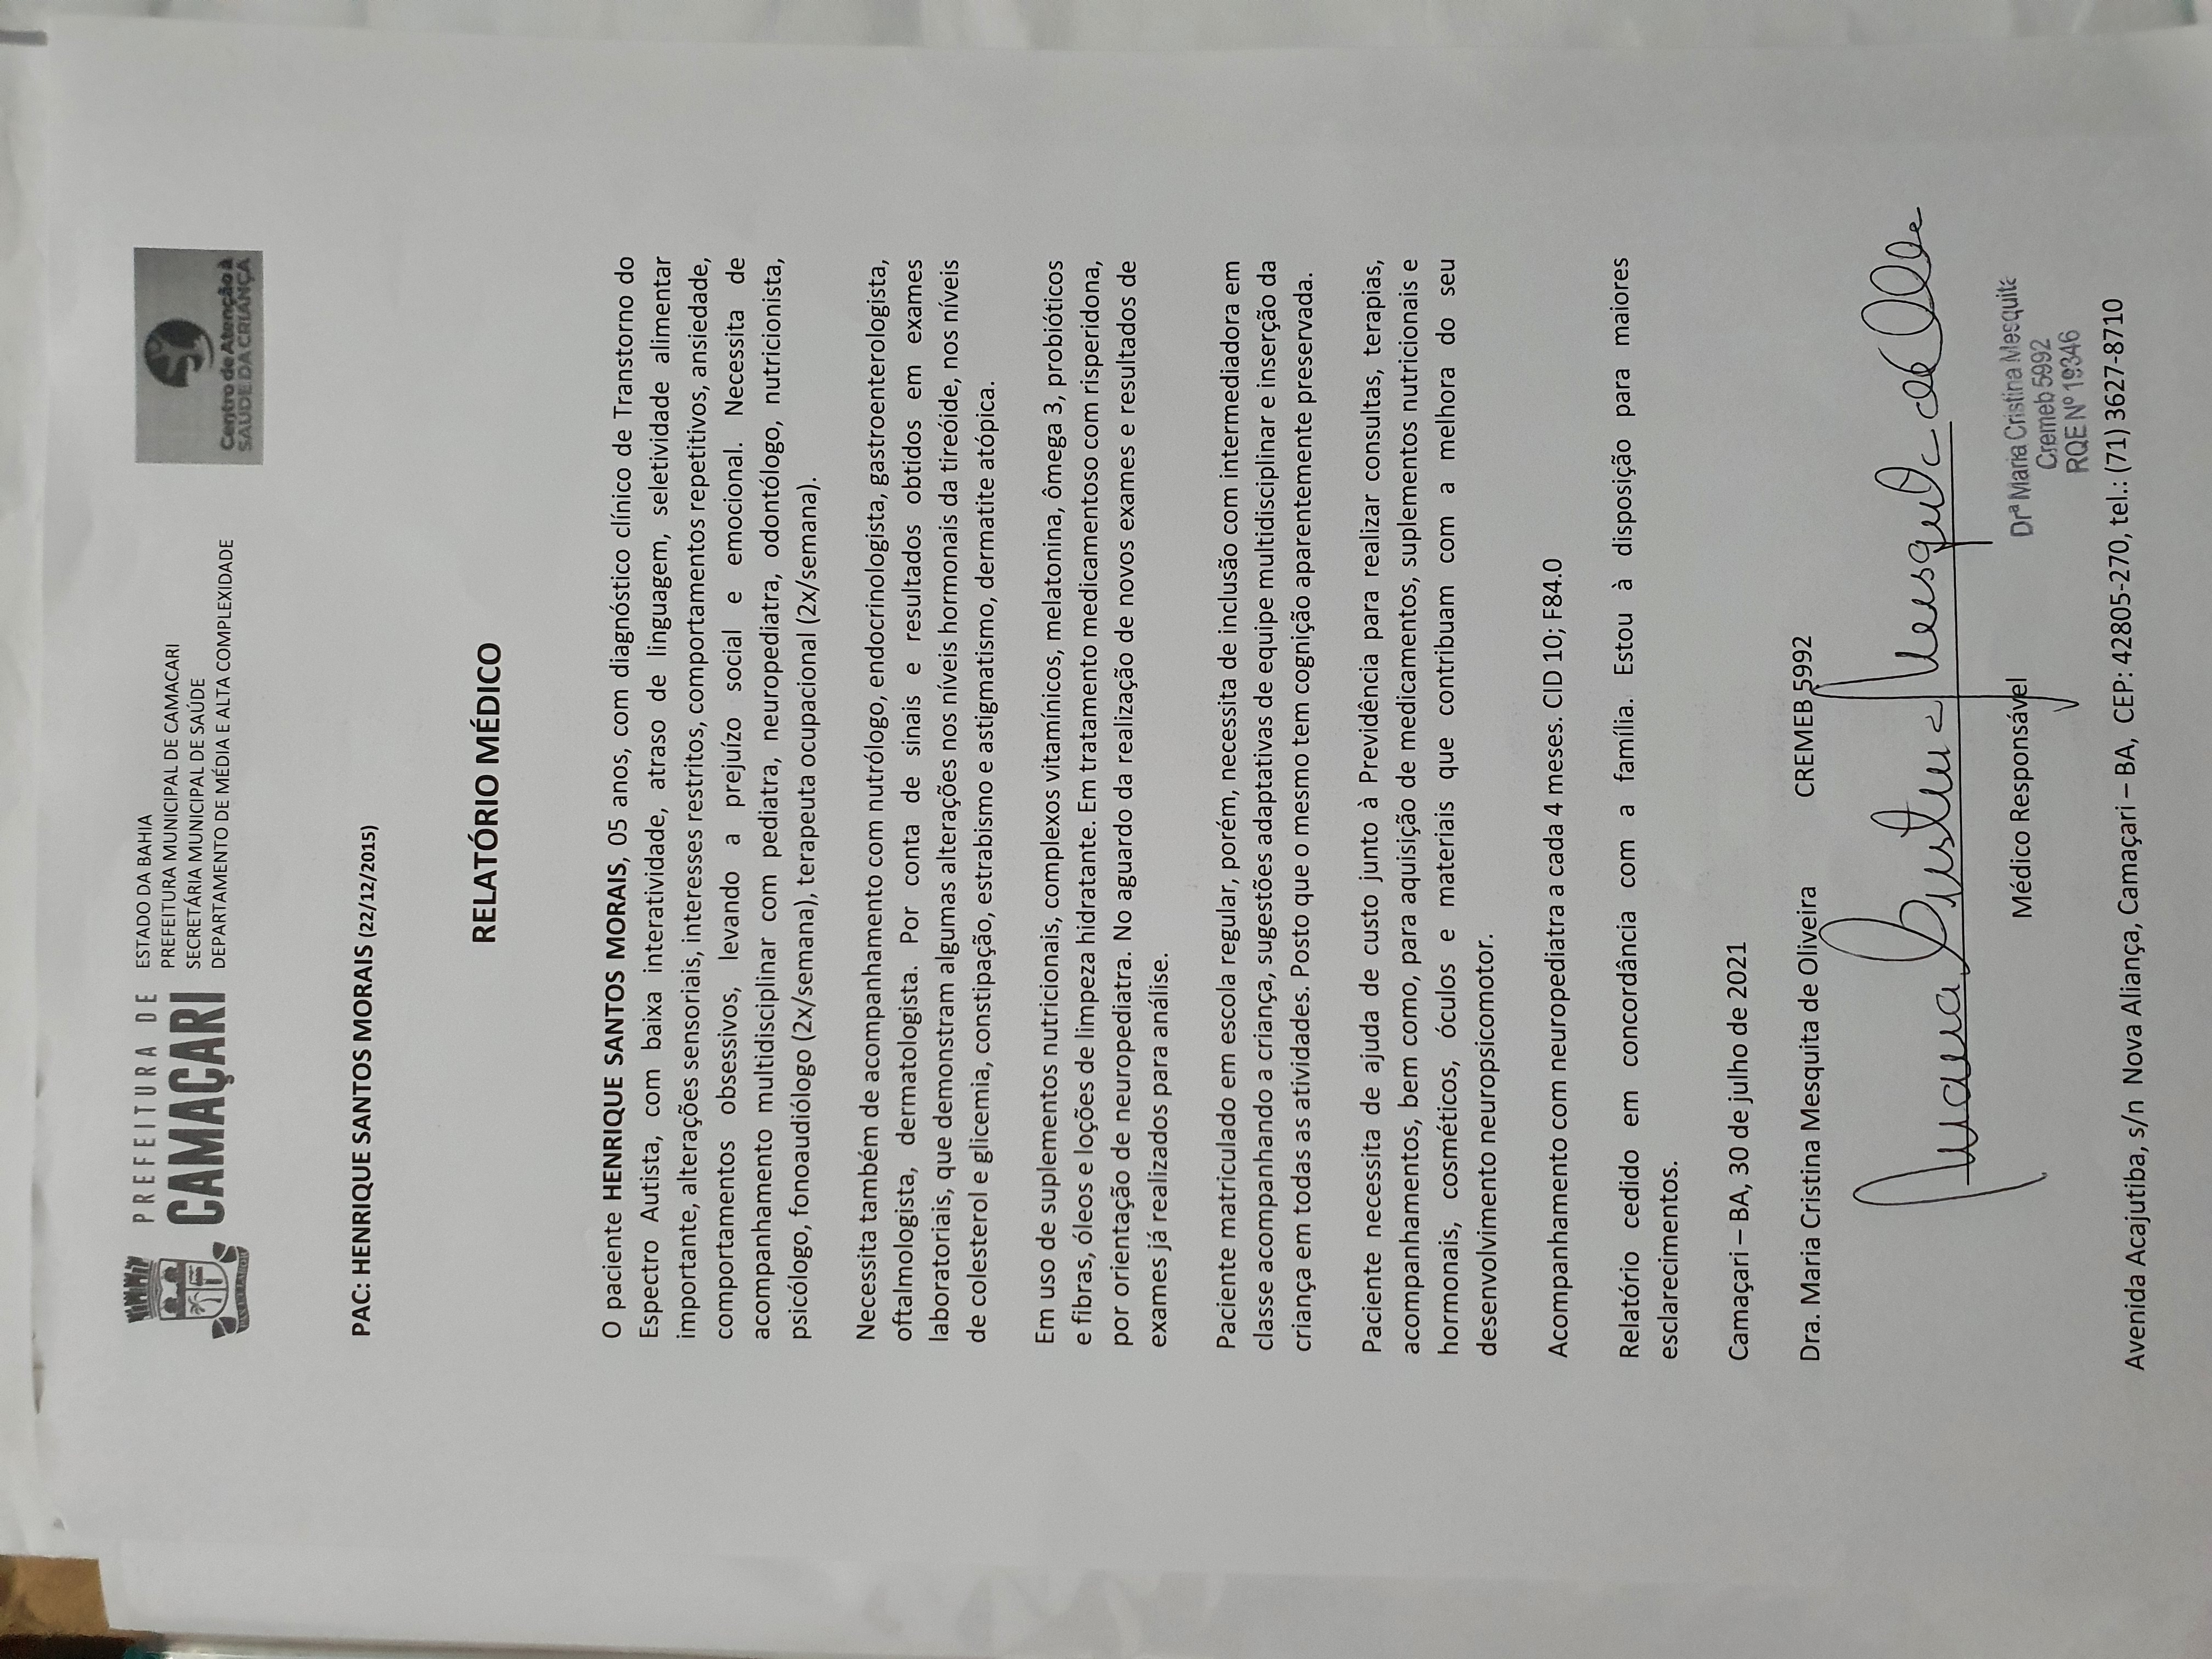 PREFEITURA DE
CAMAÇARI
ESTADO DA BAHIA
PREFEITURA MUNICIPAL DE CAMACARI
SECRETÁRIA MUNICIPAL DE SAÚDE
DEPARTAMENTO DE MÉDIA E ALTA COMPLEXIDADE
Centro de Atenção à
SAUDE DA CRIANÇA
PAC: HENRIQUE SANTOS MORAIS (22/12/2015)
RELATÓRIO MÉDICO
O paciente HENRIQUE SANTOS MORAIS, 05 anos, com diagnóstico clínico de Transtorno do
Espectro Autista, com baixa interatividade, atraso de linguagem, seletividade alimentar
importante, alterações sensoriais, interesses restritos, comportamentos repetitivos, ansiedade,
comportamentos obsessivos, levando a prejuízo social e emocional. Necessita de
acompanhamento multidisciplinar com pediatra, neuropediatra, odontólogo, nutricionista,
psicólogo, fonoaudiólogo (2x/semana), terapeuta ocupacional (2x/semana).
Necessita também de acompanhamento com nutrólogo, endocrinologista, gastroenterologista,
oftalmologista, dermatologista. Por conta de sinais e resultados obtidos em exames
laboratoriais, que demonstram algumas alterações nos níveis hormonais da tireóide, nos níveis
de colesterol e glicemia, constipação, estrabismo e astigmatismo, dermatite atópica.
Em uso de suplementos nutricionais, complexos vitamínicos, melatonina, ômega 3, probióticos
e fibras, óleos e loções de limpeza hidratante. Em tratamento medicamentoso com risperidona,
por orientação de neuropediatra. No aguardo da realização de novos exames e resultados de
exames já realizados para análise.
Paciente matriculado em escola regular, porém, necessita de inclusão com intermediadora em
classe acompanhando a criança, sugestões adaptativas de equipe multidisciplinar e inserção da
criança em todas as atividades. Posto que o mesmo tem cognição aparentemente preservada.
Paciente necessita de ajuda de custo junto à Previdência para realizar consultas, terapias,
acompanhamentos, bem como, para aquisição de medicamentos, suplementos nutricionais e
hormonais, cosméticos, óculos e materiais que contribuam com a melhora do seu
desenvolvimento neuropsicomotor.
Acompanhamento com neuropediatra a cada 4 meses. CID 10; F84.0
Relatório cedido em concordância com a família. Estou à disposição para maiores
esclarecimentos.
Camaçari – BA, 30 de julho de 2021
Dra. Maria Cristina Mesquita de Oliveira CREMEB 5992
Maria Cristina Mesquita de
Médico Responsável
Drª Maria Cristina Mesquita
Cremeb 5992
RQE Nº 19346
Avenida Acajutiba, s/n Nova Aliança, Camaçari – BA, CEP: 42805-270, tel.: (71) 3627-8710